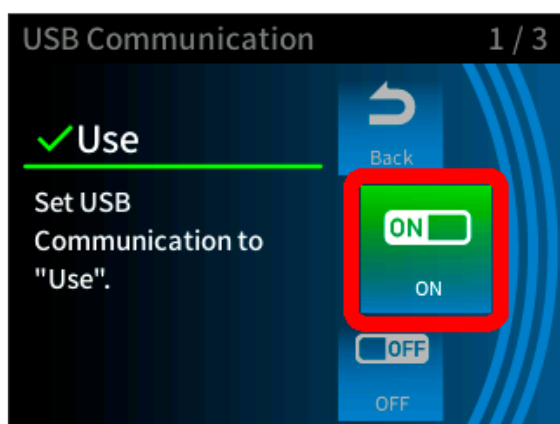 USB Communication 1 / 3
Use
Back
Set USB
Communication to
"Use".
ON
ON
OFF
OFF